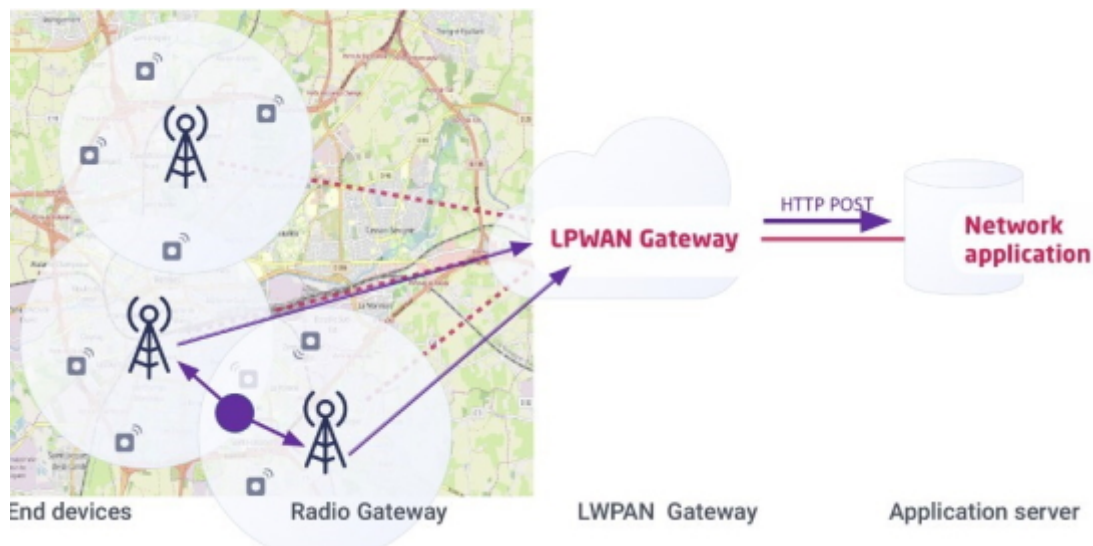 HTTP POST
LPWAN Gateway
Network
application
End devices
Radio Gateway
LWPAN Gateway
Application server